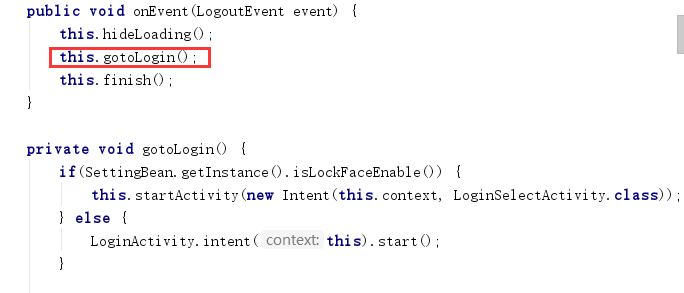 public void onEvent(LogoutEvent event) {
this.hideLoading();
this.gotoLogin();
this.finish();
}
private void gotoLogin() {
if(SettingBean.getInstance().isLockFaceEnable()) {
this.startActivity(new Intent(this.context, LoginSelectActivity.class));
} else {
LoginActivity.intent( context: this).start();
}